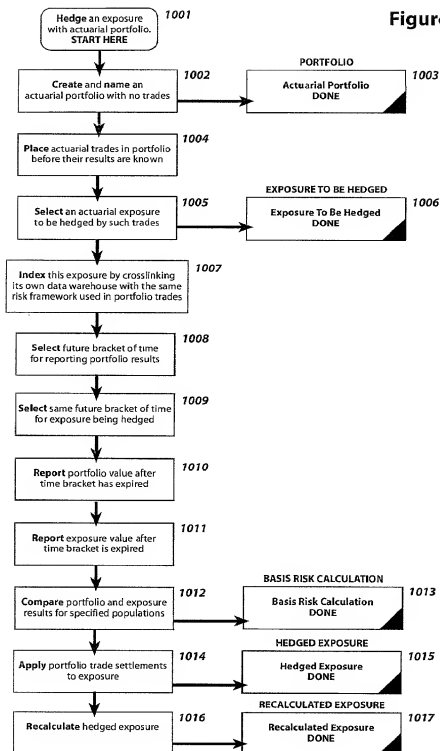 Figure
1001
Hedge an exposure
with actuarial portfolio.
START HERE
1002
Create and name an
actuarial portfolio with no trades
PORTFOLIO
1003
Actuarial Portfolio
DONE
1004
Place actuarial trades in portfolio
before their results are known
1005
Select an actuarial exposure
to be hedged by such trades
EXPOSURE TO BE HEDGED
1006
Exposure To Be Hedged
DONE
1007
Index this exposure by crosslinking
its own data warehouse with the same
risk framework used in portfolio trades
1008
Select future bracket of time
for reporting portfolio results
1009
Select same future bracket of time
for exposure being hedged
1010
Report portfolio value after
time bracket has expired
1011
Report exposure value after
time bracket is expired
1012
Compare portfolio and exposure
results for specified populations
BASIS RISK CALCULATION
1013
Basis Risk Calculation
DONE
1014
Apply portfolio trade settlements
to exposure
HEDGED EXPOSURE
1015
Hedged Exposure
DONE
1016
Recalculate hedged exposure
RECALCULATED EXPOSURE
1017
Recalculated Exposure
DONE